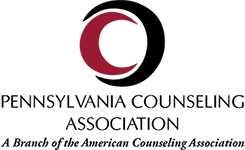 PENNSYLVANIA COUNSELING
ASSOCIATION
A Branch of the American Counseling Association